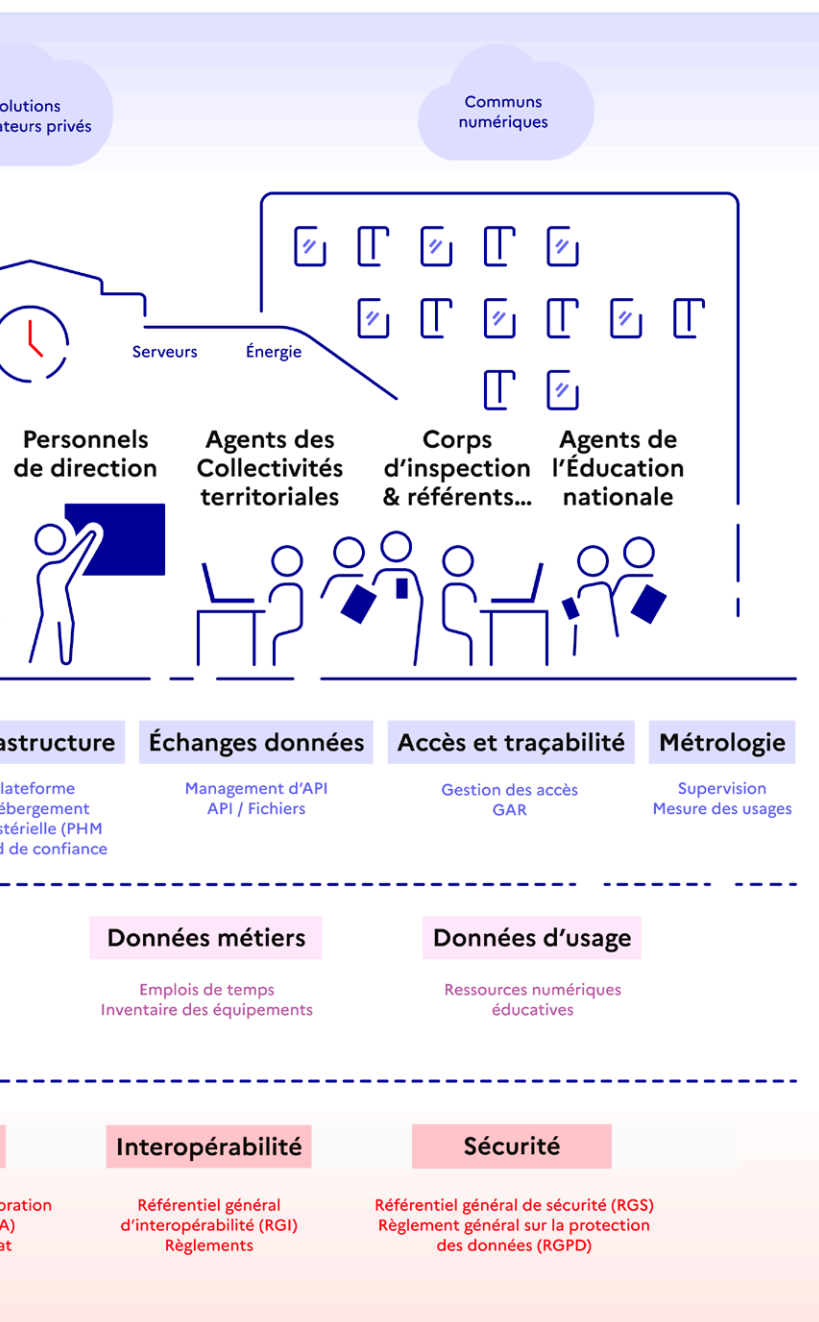 olutions
ateurs privés
Communs
numériques
Serveurs
Énergie
Personnels
de direction
Agents des
Collectivités
territoriales
Corps
d'inspection
& référents...
Agents de
l'Éducation
nationale
astructure
Échanges données
Accès et traçabilité
Métrologie
lateforme
ébergement
stérielle (PHM
d de confiance
Management d'API
API / Fichiers
Gestion des accès
GAR
Supervision
Mesure des usages
Données métiers
Données d'usage
Emplois de temps
Inventaire des équipements
Ressources numériques
éducatives
Interopérabilité
Sécurité
oration
A)
at
Référentiel général
d'interopérabilité (RGI)
Règlements
Référentiel général de sécurité (RGS)
Règlement général sur la protection
des données (RGPD)